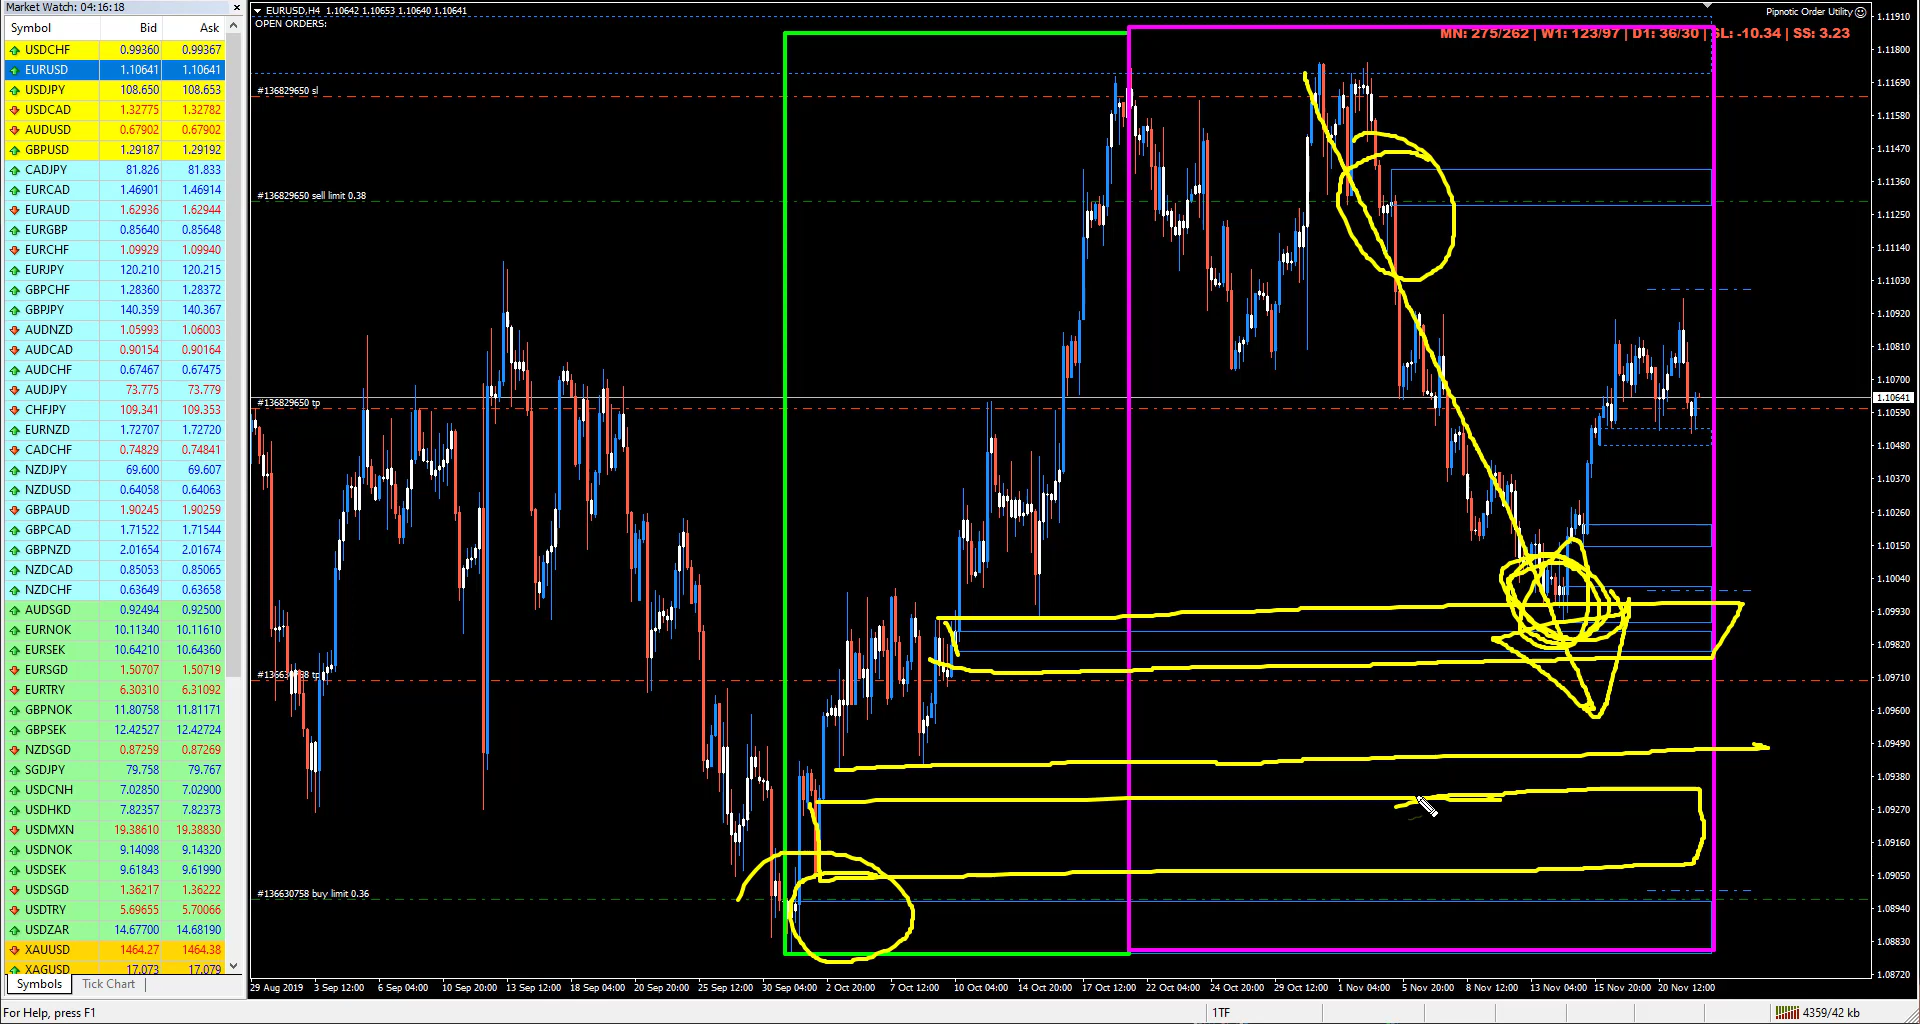 Market Watch: 04:16:18
Symbol Bid Ask
USDCHF 0.99360 0.99367
EURUSD 1.10641 1.10641
USDJPY 108.650 108.653
USDCAD 1.32775 1.32782
AUDUSD 0.67902 0.67902
GBPUSD 1.29187 1.29192
CADJPY 81.826 81.833
EURCAD 1.46901 1.46914
EURAUD 1.62936 1.62944
EURGBP 0.85640 0.85648
EURCHF 1.09929 1.09940
EURJPY 120.210 120.215
GBPCHF 1.28360 1.28372
GBPJPY 140.359 140.367
AUDNZD 1.05993 1.06003
AUDCAD 0.90154 0.90164
AUDCHF 0.67467 0.67475
AUDJPY 73.775 73.779
CHFJPY 109.341 109.353
EURNZD 1.72707 1.72720
CADCHF 0.74829 0.74841
NZDJPY 69.600 69.607
NZDUSD 0.64058 0.64063
GBPAUD 1.90245 1.90259
GBPCAD 1.71522 1.71544
GBPNZD 2.01654 2.01674
NZDCAD 0.85053 0.85065
NZDCHF 0.63649 0.63658
AUDSGD 0.92494 0.92500
EURNOK 10.11340 10.11610
EURSEK 10.64210 10.64360
EURSGD 1.50707 1.50719
EURTRY 6.30310 6.31092
GBPNOK 11.80758 11.81171
GBPSEK 12.42527 12.42724
NZDSGD 0.87259 0.87269
SGDJPY 79.758 79.767
USDCNH 7.02850 7.02900
USDHKD 7.82357 7.82373
USDMXN 19.38610 19.38830
USDNOK 9.14098 9.14320
USDSEK 9.61843 9.61990
USDSGD 1.36217 1.36222
USDTRY 5.69655 5.70066
USDZAR 14.67700 14.68190
XAUUSD 1464.27 1464.38
XAGUSD 17.073 17.079
Symbols Tick Chart
For Help, press F1
EURUSD,H4 1.10642 1.10653 1.10640 1.10641
OPEN ORDERS:
Pipnotic Order Utility
MN: 275/262 | W1: 123/97 | D1: 36/30 | SL: -10.34 | SS: 3.23
#136829650 sl
#136829650 sell limit 0.38
#136829650 tp
#136630758 buy limit 0.36
1.11910
1.11800
1.11690
1.11580
1.11470
1.11360
1.11250
1.11140
1.11030
1.10920
1.10810
1.10700
1.10641
1.10590
1.10480
1.10370
1.10260
1.10150
1.10040
1.09930
1.09820
1.09710
1.09600
1.09490
1.09380
1.09270
1.09160
1.09050
1.08940
1.08830
1.08720
29 Aug 2019 3 Sep 12:00 6 Sep 04:00 10 Sep 20:00 13 Sep 12:00 18 Sep 04:00 20 Sep 20:00 25 Sep 12:00 30 Sep 04:00 2 Oct 20:00 7 Oct 12:00 10 Oct 04:00 14 Oct 20:00 17 Oct 12:00 22 Oct 04:00 24 Oct 20:00 29 Oct 12:00 1 Nov 04:00 5 Nov 20:00 8 Nov 12:00 13 Nov 04:00 15 Nov 20:00 20 Nov 12:00
1TF
4359/42 kb